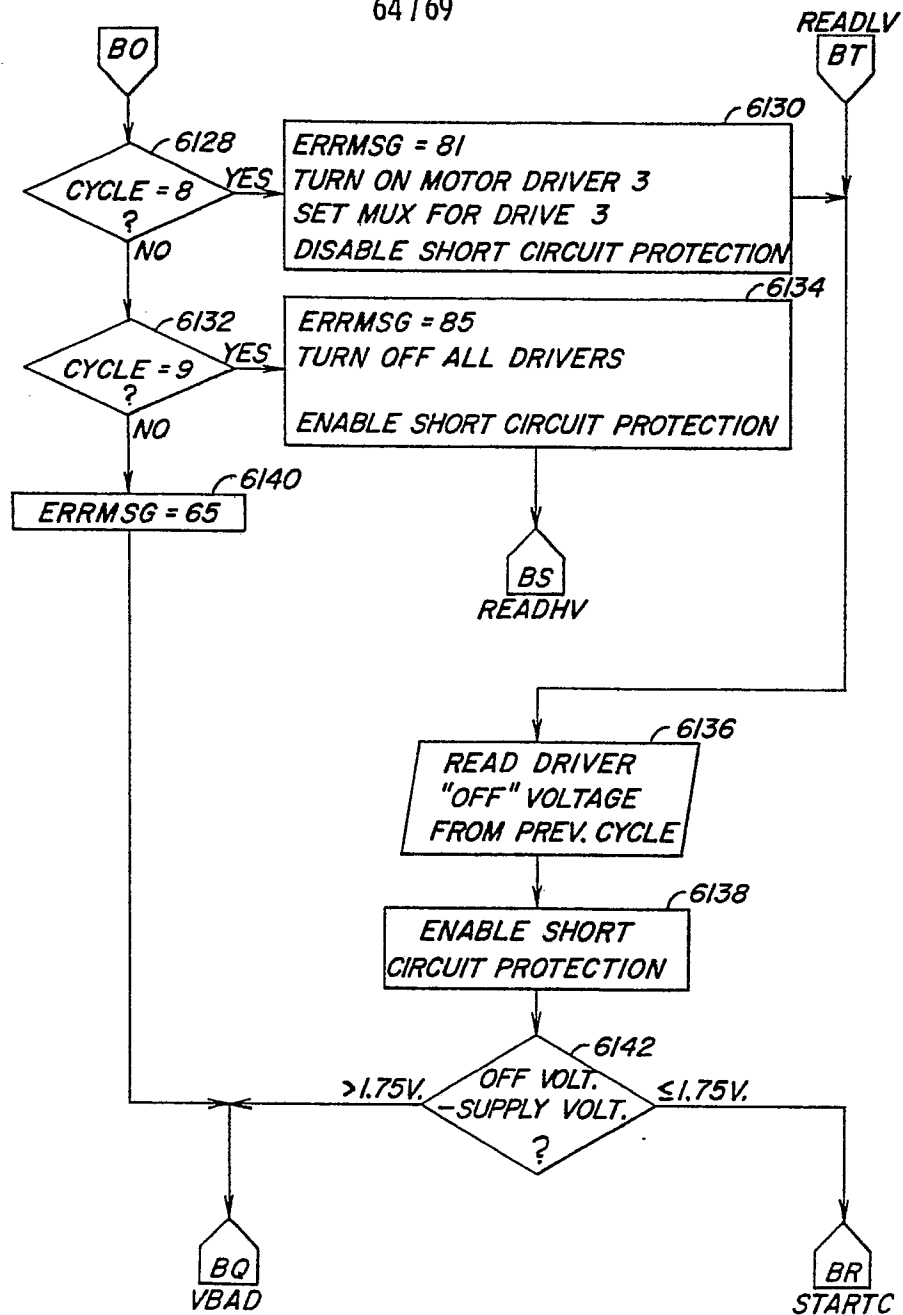 64/69
BO
READLV
BT
6128
CYCLE = 8
?
YES
NO
6130
ERRMSG = 81
TURN ON MOTOR DRIVER 3
SET MUX FOR DRIVE 3
DISABLE SHORT CIRCUIT PROTECTION
6132
CYCLE = 9
?
YES
NO
6134
ERRMSG = 85
TURN OFF ALL DRIVERS
ENABLE SHORT CIRCUIT PROTECTION
6140
ERRMSG = 65
BS
READHV
6136
READ DRIVER
"OFF" VOLTAGE
FROM PREV. CYCLE
6138
ENABLE SHORT
CIRCUIT PROTECTION
6142
OFF VOLT.
-SUPPLY VOLT.
?
>1.75V.
≤1.75V.
BQ
VBAD
BR
STARTC